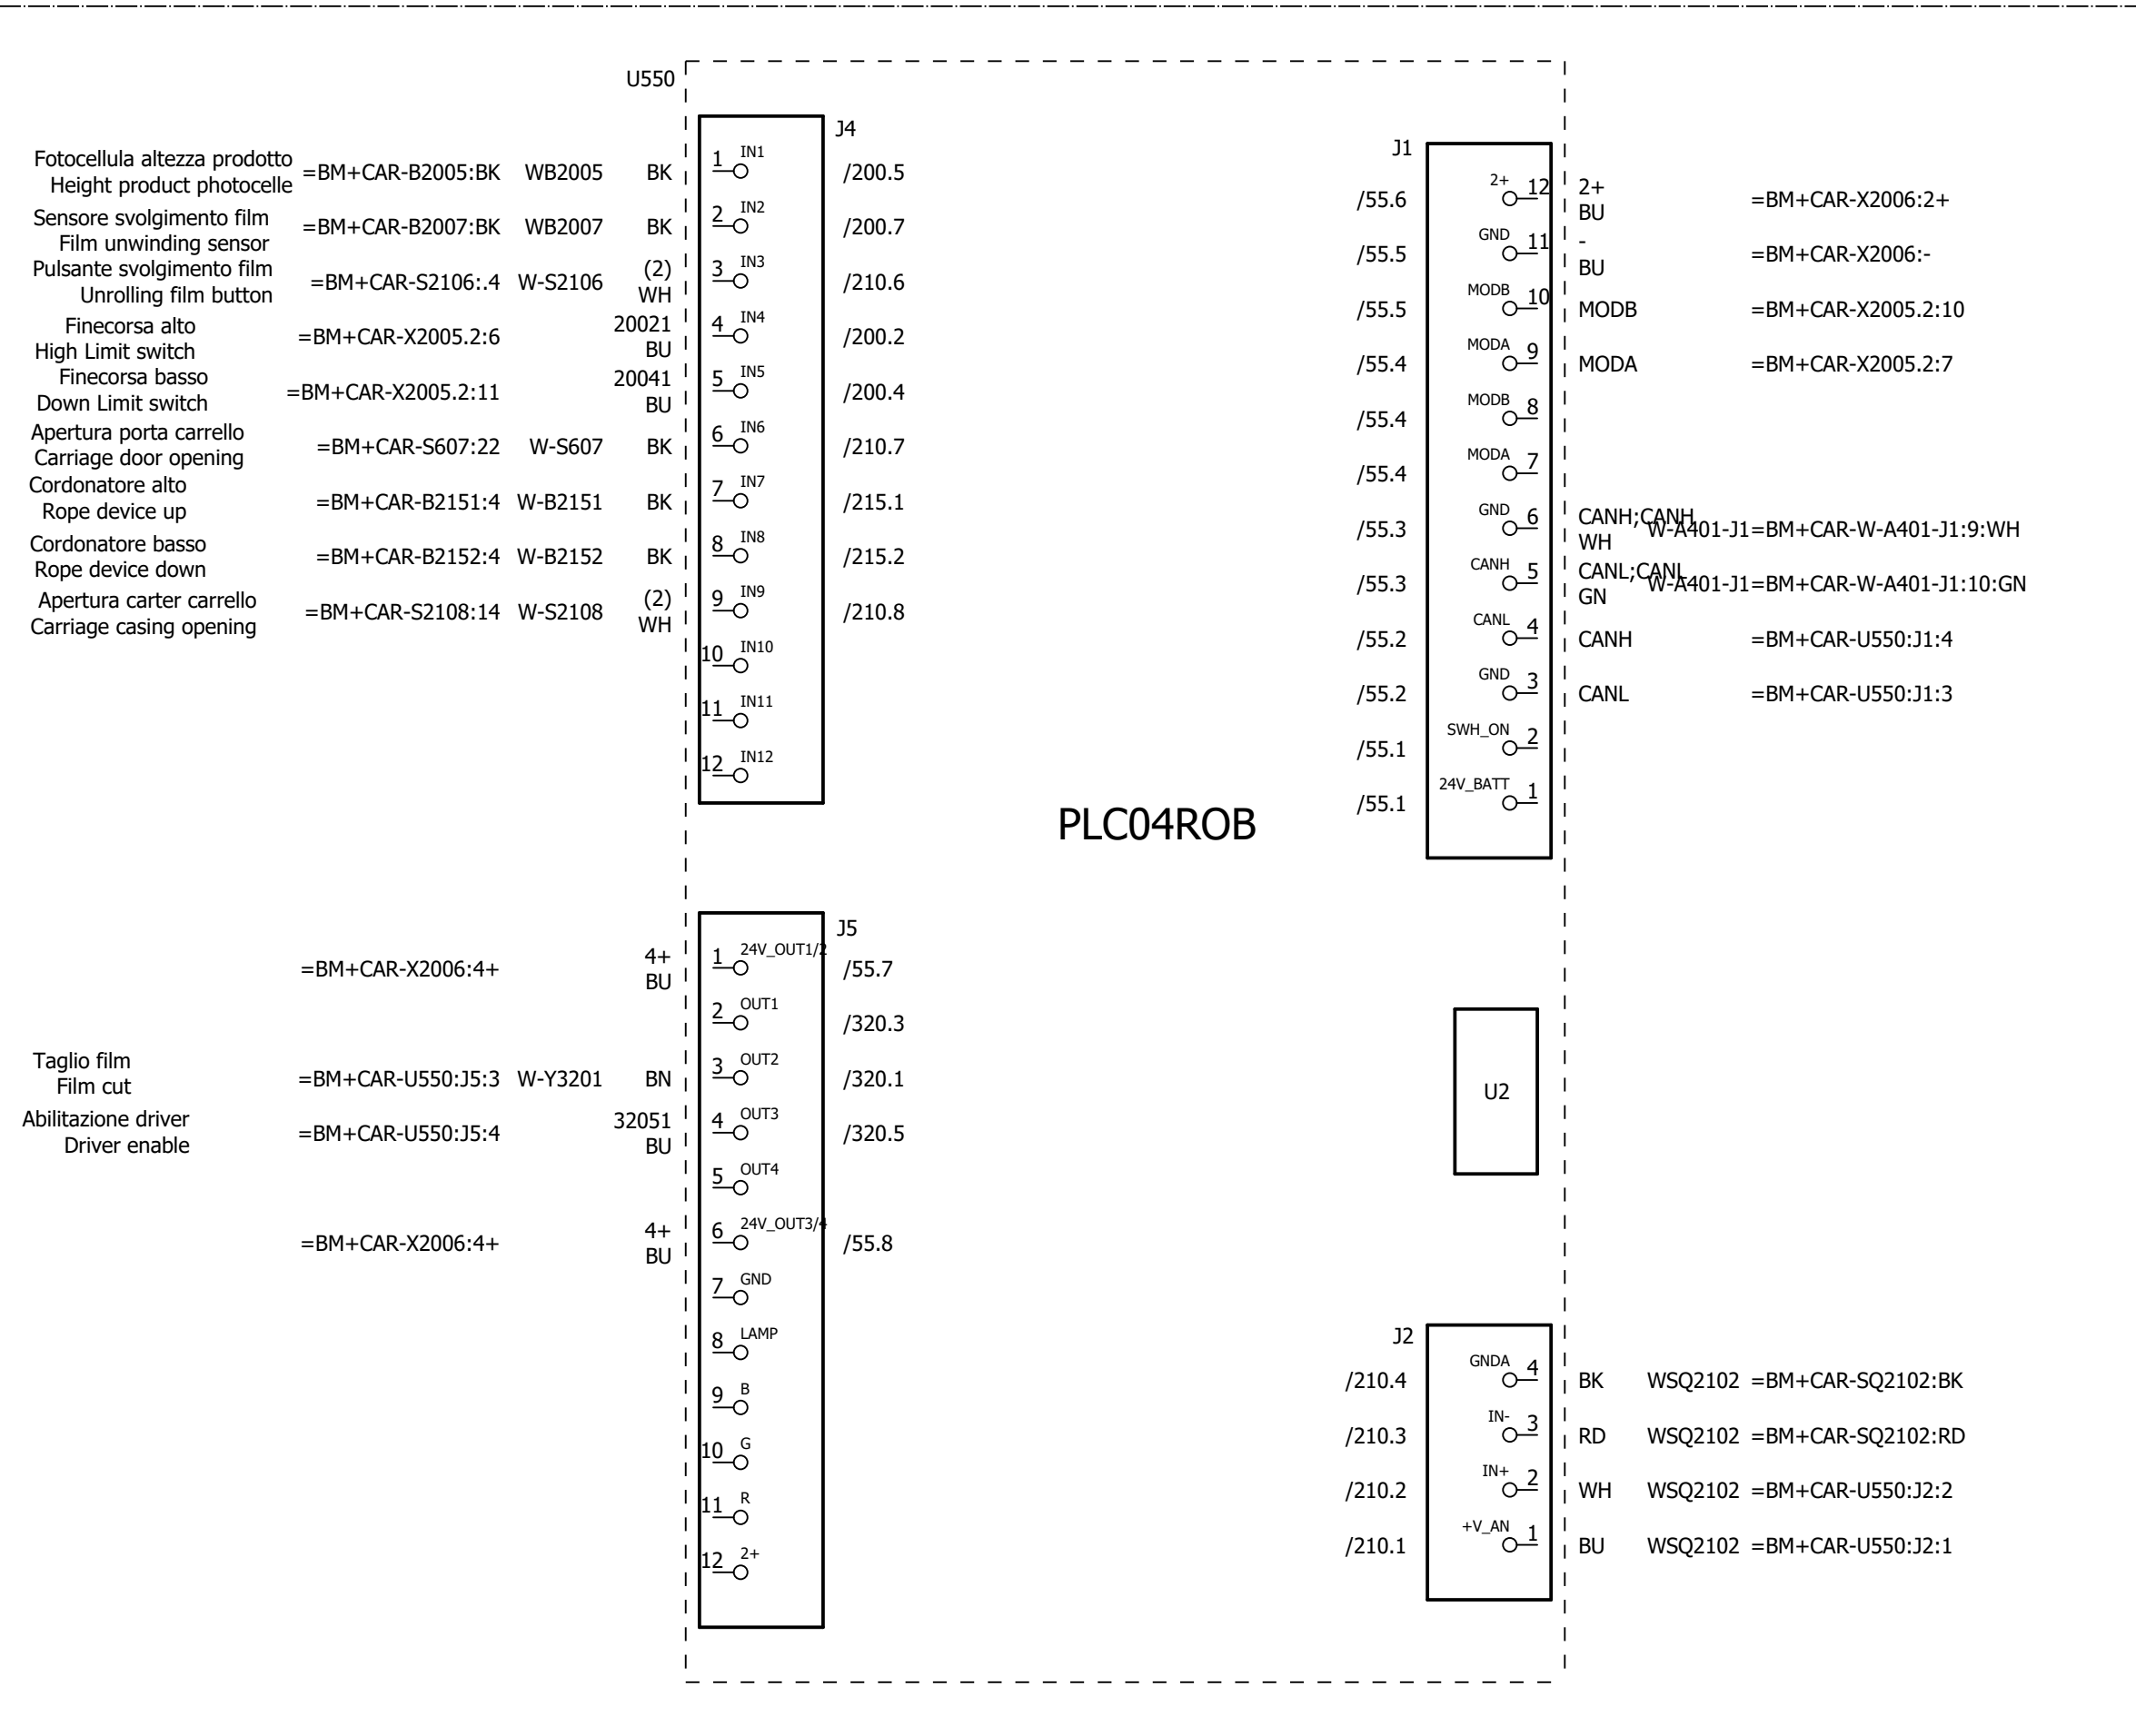 U550
J4
Fotocellula altezza prodotto
Height product photocelle
=BM+CAR-B2005:BK WB2005 BK 1 IN1 /200.5
Sensore svolgimento film
Film unwinding sensor
=BM+CAR-B2007:BK WB2007 BK 2 IN2 /200.7
Pulsante svolgimento film
Unrolling film button
=BM+CAR-S2106:.4 W-S2106 (2) WH 3 IN3 /210.6
Finecorsa alto
High Limit switch
=BM+CAR-X2005.2:6 20021 BU 4 IN4 /200.2
Finecorsa basso
Down Limit switch
=BM+CAR-X2005.2:11 20041 BU 5 IN5 /200.4
Apertura porta carrello
Carriage door opening
=BM+CAR-S607:22 W-S607 BK 6 IN6 /210.7
Cordonatore alto
Rope device up
=BM+CAR-B2151:4 W-B2151 BK 7 IN7 /215.1
Cordonatore basso
Rope device down
=BM+CAR-B2152:4 W-B2152 BK 8 IN8 /215.2
Apertura carter carrello
Carriage casing opening
=BM+CAR-S2108:14 W-S2108 (2) WH 9 IN9 /210.8
10 IN10
11 IN11
12 IN12
J1
/55.6 2+ 12 2+ BU =BM+CAR-X2006:2+
/55.5 GND 11 - BU =BM+CAR-X2006:-
/55.5 MODB 10 MODB =BM+CAR-X2005.2:10
/55.4 MODA 9 MODA =BM+CAR-X2005.2:7
/55.4 MODB 8
/55.4 MODA 7
/55.3 GND 6 CANH;CANH WH W-A401-J1 =BM+CAR-W-A401-J1:9:WH
/55.3 CANH 5 CANL;CANL GN W-A401-J1 =BM+CAR-W-A401-J1:10:GN
/55.2 CANL 4 CANH =BM+CAR-U550:J1:4
/55.2 GND 3 CANL =BM+CAR-U550:J1:3
/55.1 SWH_ON 2
/55.1 24V_BATT 1
PLC04ROB
J5
=BM+CAR-X2006:4+ 4+ BU 1 24V_OUT1/2 /55.7
2 OUT1 /320.3
Taglio film
Film cut
=BM+CAR-U550:J5:3 W-Y3201 BN 3 OUT2 /320.1
Abilitazione driver
Driver enable
=BM+CAR-U550:J5:4 32051 BU 4 OUT3 /320.5
5 OUT4
=BM+CAR-X2006:4+ 4+ BU 6 24V_OUT3/4 /55.8
7 GND
8 LAMP
9 B
10 G
11 R
12 2+
U2
J2
/210.4 GNDA 4 BK WSQ2102 =BM+CAR-SQ2102:BK
/210.3 IN- 3 RD WSQ2102 =BM+CAR-SQ2102:RD
/210.2 IN+ 2 WH WSQ2102 =BM+CAR-U550:J2:2
/210.1 +V_AN 1 BU WSQ2102 =BM+CAR-U550:J2:1